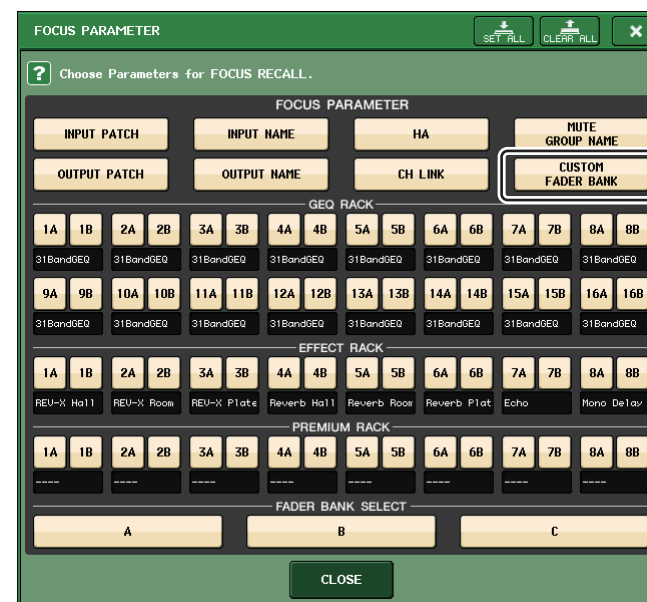 FOCUS PARAMETER
SET ALL
CLEAR ALL
? Choose Parameters for FOCUS RECALL.
FOCUS PARAMETER
INPUT PATCH
INPUT NAME
HA
MUTE
GROUP NAME
OUTPUT PATCH
OUTPUT NAME
CH LINK
CUSTOM
FADER BANK
GEQ RACK
1A 1B 2A 2B 3A 3B 4A 4B 5A 5B 6A 6B 7A 7B 8A 8B
31BandGEQ 31BandGEQ 31BandGEQ 31BandGEQ 31BandGEQ 31BandGEQ 31BandGEQ 31BandGEQ
9A 9B 10A 10B 11A 11B 12A 12B 13A 13B 14A 14B 15A 15B 16A 16B
31BandGEQ 31BandGEQ 31BandGEQ 31BandGEQ 31BandGEQ 31BandGEQ 31BandGEQ 31BandGEQ
EFFECT RACK
1A 1B 2A 2B 3A 3B 4A 4B 5A 5B 6A 6B 7A 7B 8A 8B
REV-X Hall REV-X Room REV-X Plate Reverb Hall Reverb Room Reverb Plat Echo Mono Delay
PREMIUM RACK
1A 1B 2A 2B 3A 3B 4A 4B 5A 5B 6A 6B 7A 7B 8A 8B
---- ---- ---- ---- ---- ---- ---- ----
FADER BANK SELECT
A B C
CLOSE